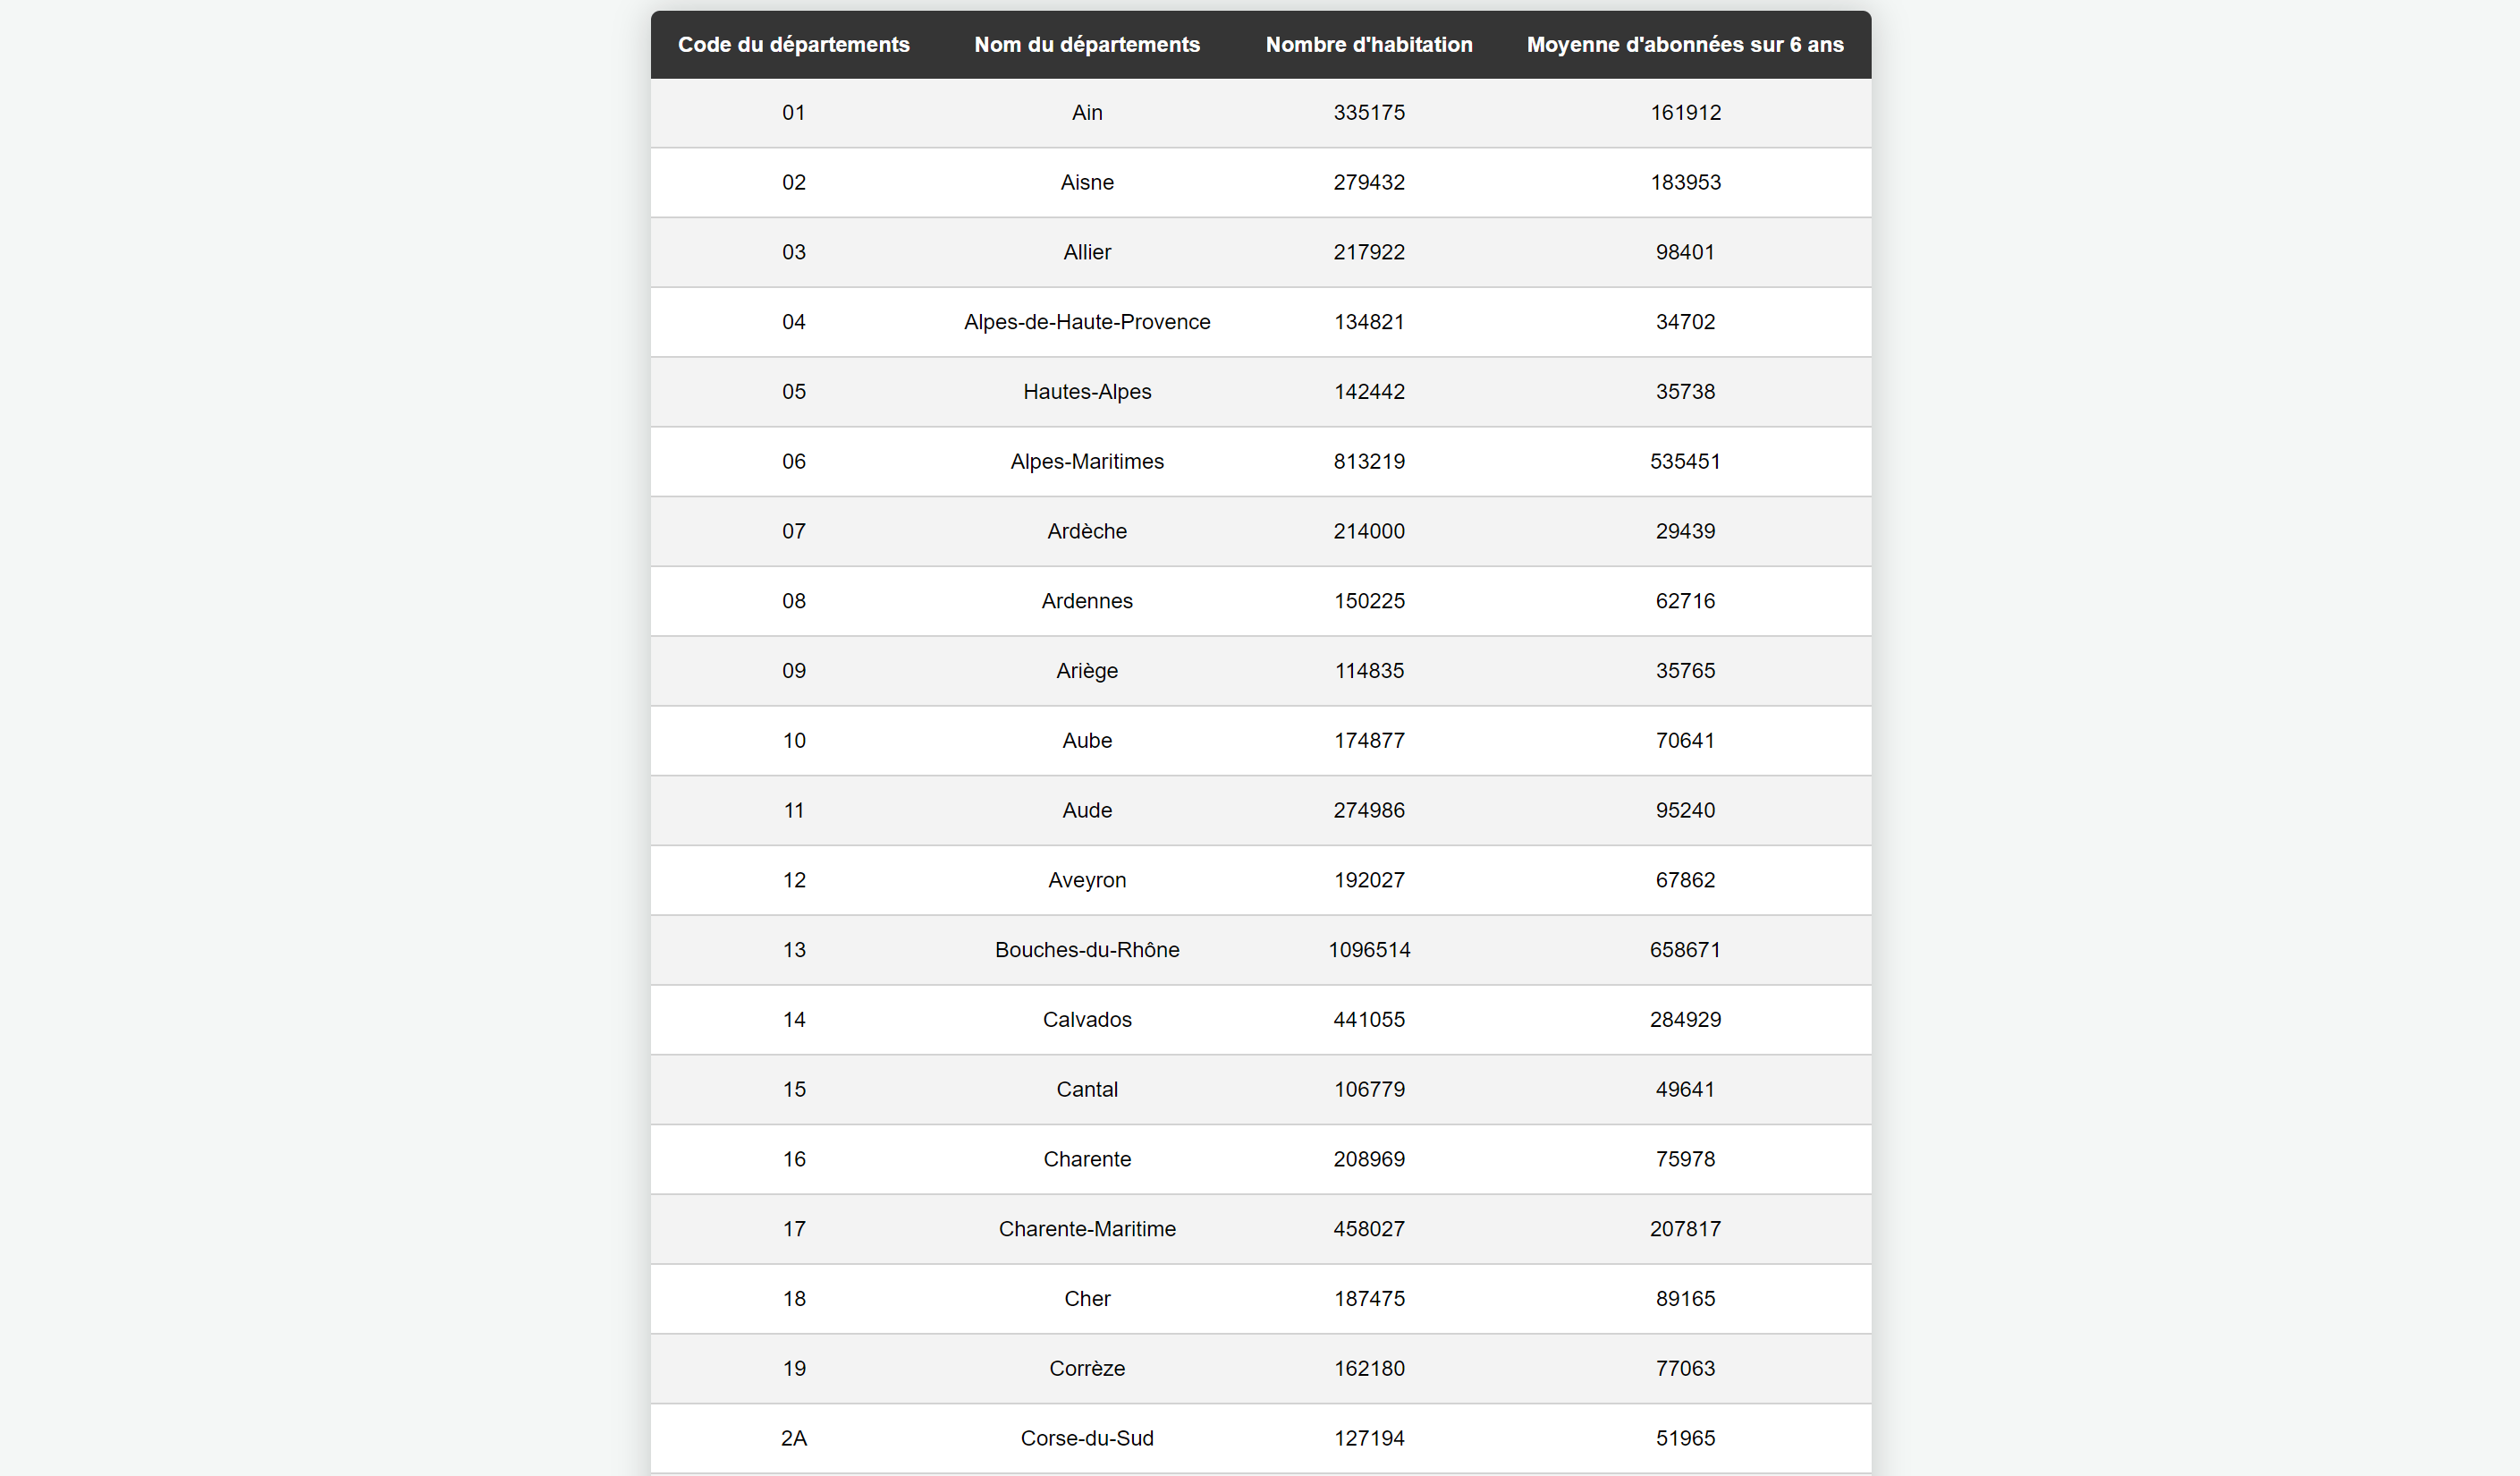 Code du départements Nom du départements Nombre d'habitation Moyenne d'abonnées sur 6 ans
01 Ain 335175 161912
02 Aisne 279432 183953
03 Allier 217922 98401
04 Alpes-de-Haute-Provence 134821 34702
05 Hautes-Alpes 142442 35738
06 Alpes-Maritimes 813219 535451
07 Ardèche 214000 29439
08 Ardennes 150225 62716
09 Ariège 114835 35765
10 Aube 174877 70641
11 Aude 274986 95240
12 Aveyron 192027 67862
13 Bouches-du-Rhône 1096514 658671
14 Calvados 441055 284929
15 Cantal 106779 49641
16 Charente 208969 75978
17 Charente-Maritime 458027 207817
18 Cher 187475 89165
19 Corrèze 162180 77063
2A Corse-du-Sud 127194 51965